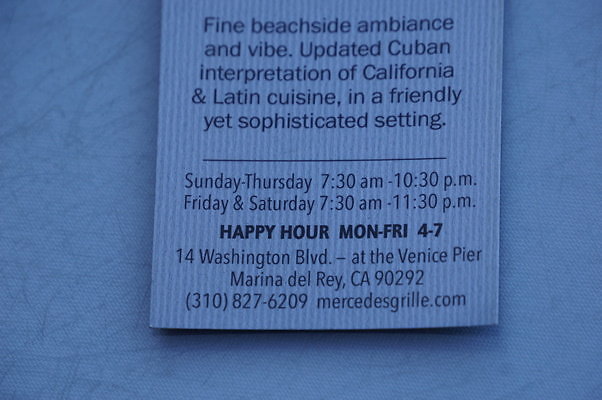 Fine beachside ambiance
and vibe. Updated Cuban
interpretation of California
& Latin cuisine, in a friendly
yet sophisticated setting.
Sunday-Thursday 7:30 am -10:30 p.m.
Friday & Saturday 7:30 am -11:30 p.m.
HAPPY HOUR MON-FRI 4-7
14 Washington Blvd. – at the Venice Pier
Marina del Rey, CA 90292
(310) 827-6209 mercedesgrille.com